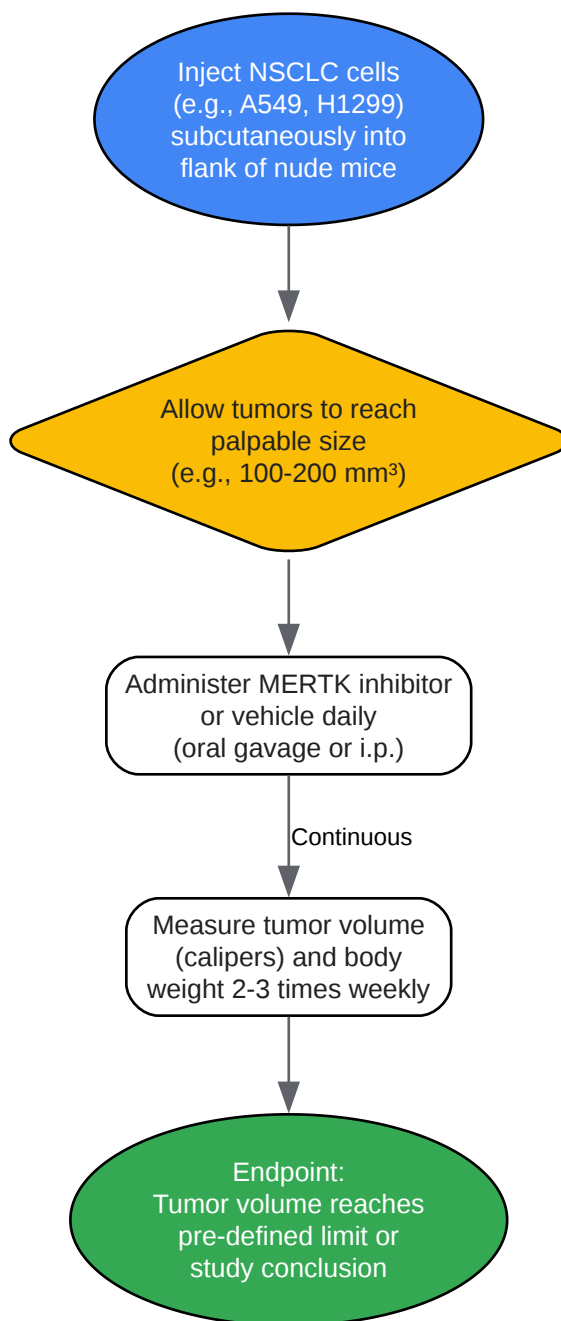 Inject NSCLC cells
(e.g., A549, H1299)
subcutaneously into
flank of nude mice
Allow tumors to reach
palpable size
(e.g., 100-200 mm³)
Administer MERTK inhibitor
or vehicle daily
(oral gavage or i.p.)
Continuous
Measure tumor volume
(calipers) and body
weight 2-3 times weekly
Endpoint:
Tumor volume reaches
pre-defined limit or
study conclusion